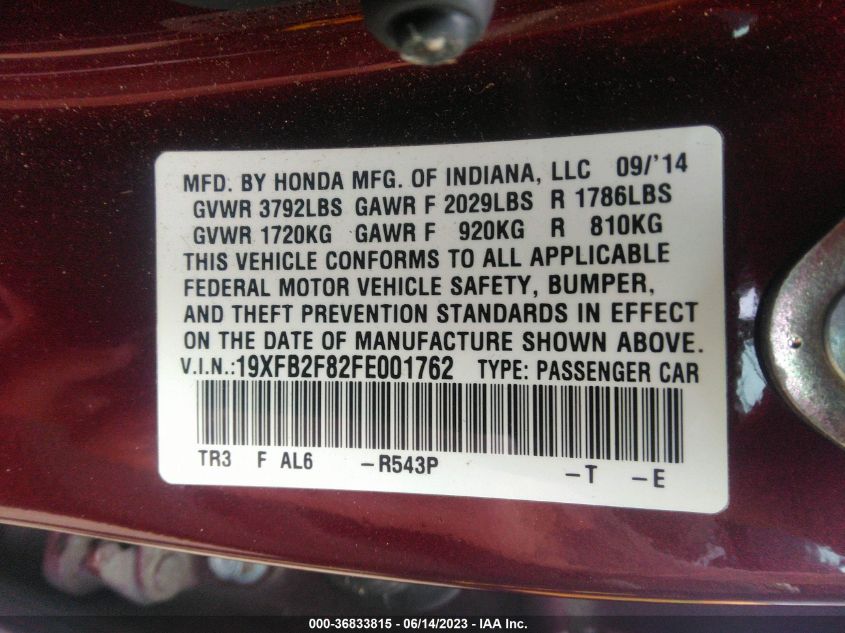 MFD. BY HONDA MFG. OF INDIANA, LLC 09/'14
GVWR 3792LBS GAWR F 2029LBS R 1786LBS
GVWR 1720KG GAWR F 920KG R 810KG
THIS VEHICLE CONFORMS TO ALL APPLICABLE
FEDERAL MOTOR VEHICLE SAFETY, BUMPER,
AND THEFT PREVENTION STANDARDS IN EFFECT
ON THE DATE OF MANUFACTURE SHOWN ABOVE.
V.I.N.:19XFB2F82FE001762 TYPE: PASSENGER CAR
TR3 F AL6 –R543P –T –E
000-36833815 - 06/14/2023 - IAA Inc.